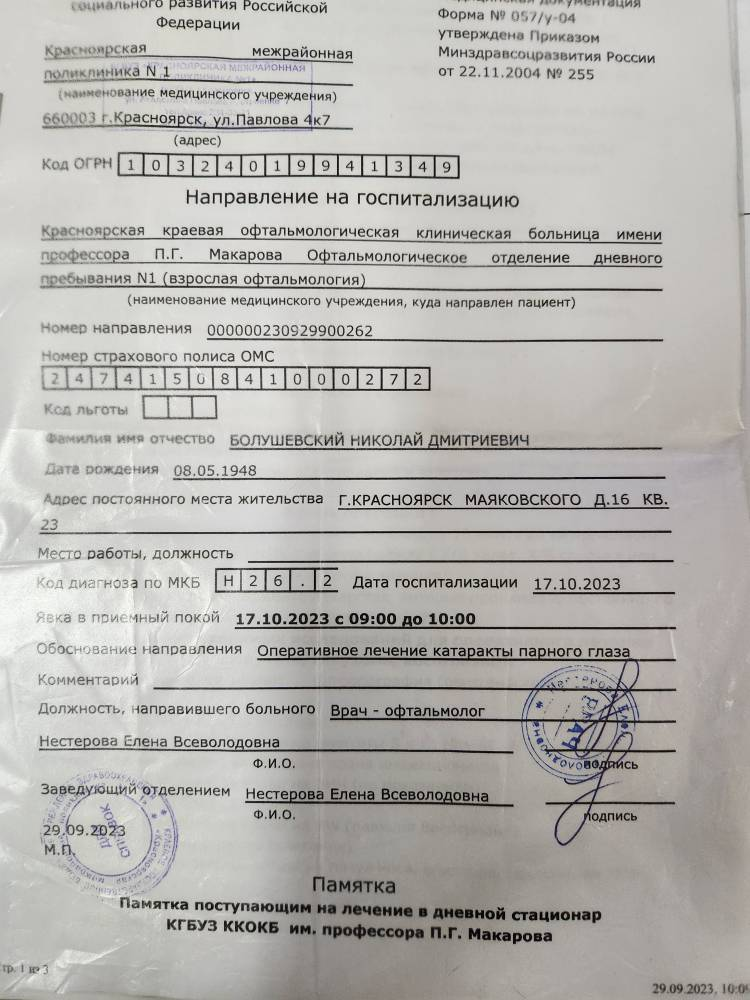 социального развития Российской
Федерации
Форма № 057/у-04
утверждена Приказом
Минздравсоцразвития России
от 22.11.2004 № 255
Красноярская межрайонная
поликлиника N 1
(наименование медицинского учреждения)
660003 г.Красноярск, ул.Павлова 4к7
(адрес)
Код ОГРН 1 0 3 2 4 0 1 9 9 4 1 3 4 9
Направление на госпитализацию
Красноярская краевая офтальмологическая клиническая больница имени
профессора П.Г. Макарова Офтальмологическое отделение дневного
пребывания N1 (взрослая офтальмология)
(наименование медицинского учреждения, куда направлен пациент)
Номер направления 000000230929900262
Номер страхового полиса ОМС
2 4 7 4 1 5 0 8 4 1 0 0 0 2 7 2
Код льготы
Фамилия имя отчество БОЛУШЕВСКИЙ НИКОЛАЙ ДМИТРИЕВИЧ
Дата рождения 08.05.1948
Адрес постоянного места жительства Г.КРАСНОЯРСК МАЯКОВСКОГО Д.16 КВ.
23
Место работы, должность
Код диагноза по МКБ H 2 6 . 2 Дата госпитализации 17.10.2023
Явка в приемный покой 17.10.2023 с 09:00 до 10:00
Обоснование направления Оперативное лечение катаракты парного глаза
Комментарий
Должность, направившего больного Врач - офтальмолог
Нестерова Елена Всеволодовна
Ф.И.О. подпись
Заведующий отделением Нестерова Елена Всеволодовна
Ф.И.О. подпись
29.09.2023
М.П.
ВРАЧ
ДЛЯ СПРАВОК
Памятка
Памятка поступающим на лечение в дневной стационар
КГБУЗ ККОКБ им. профессора П.Г. Макарова
тр. 1 из 3
29.09.2023, 10:09